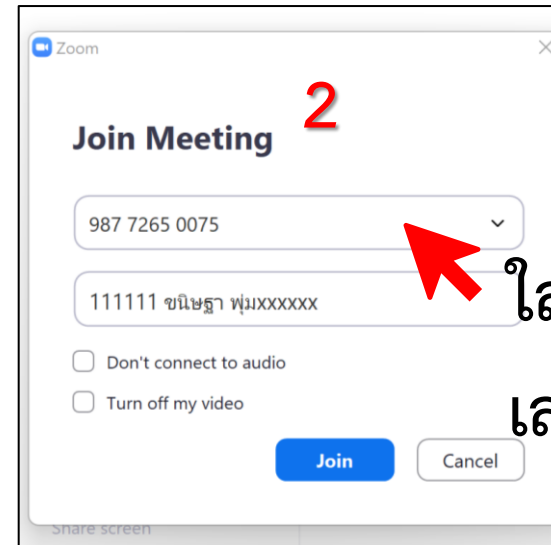 Zoom
2
Join Meeting
987 7265 0075
111111 ขนิษฐา พุ่มxxxxxx
Don't connect to audio
Turn off my video
Join
Cancel
Share screen